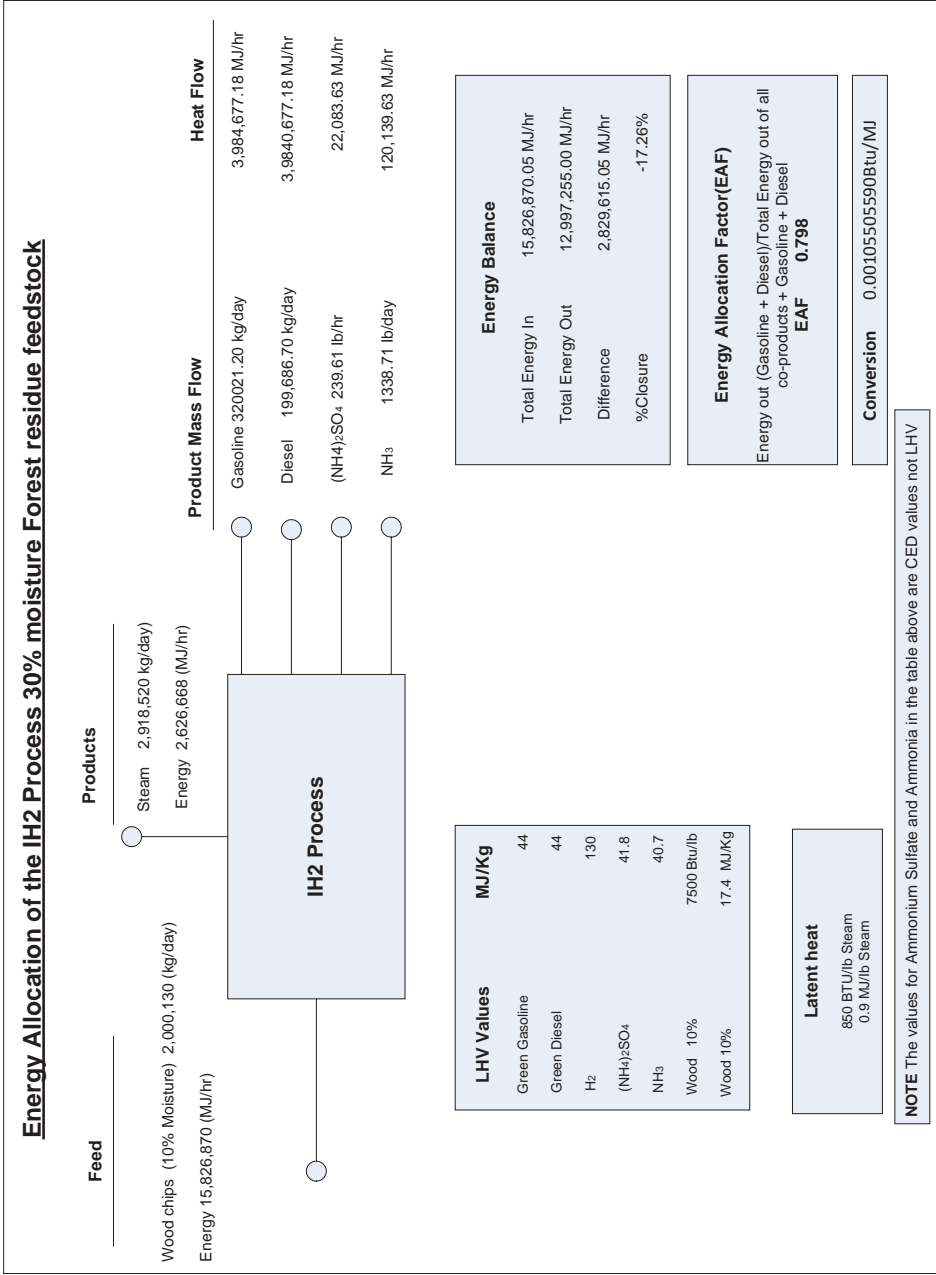 Energy Allocation of the IH2 Process 30% moisture Forest residue feedstock
Feed
Wood chips (10% Moisture) 2,000,130 (kg/day)
Energy 15,826,870 (MJ/hr)
Products
Steam 2,918,520 kg/day)
Energy 2,626,668 (MJ/hr)
IH2 Process
Product Mass Flow Heat Flow
Gasoline 320021.20 kg/day 3,984,677.18 MJ/hr
Diesel 199,686.70 kg/day 3,9840,677.18 MJ/hr
(NH4)2SO4 239.61 lb/hr 22,083.63 MJ/hr
NH3 1338.71 lb/day 120,139.63 MJ/hr
LHV Values MJ/Kg
Green Gasoline 44
Green Diesel 44
H2 130
(NH4)2SO4 41.8
NH3 40.7
Wood 10% 7500 Btu/lb
Wood 10% 17.4 MJ/Kg
Latent heat
850 BTU/lb Steam
0.9 MJ/lb Steam
Energy Balance
Total Energy In 15,826,870.05 MJ/hr
Total Energy Out 12,997,255.00 MJ/hr
Difference 2,829,615.05 MJ/hr
%Closure -17.26%
Energy Allocation Factor(EAF)
Energy out (Gasoline + Diesel)/Total Energy out of all
co-products + Gasoline + Diesel
EAF 0.798
Conversion 0.00105505590Btu/MJ
NOTE The values for Ammonium Sulfate and Ammonia in the table above are CED values not LHV